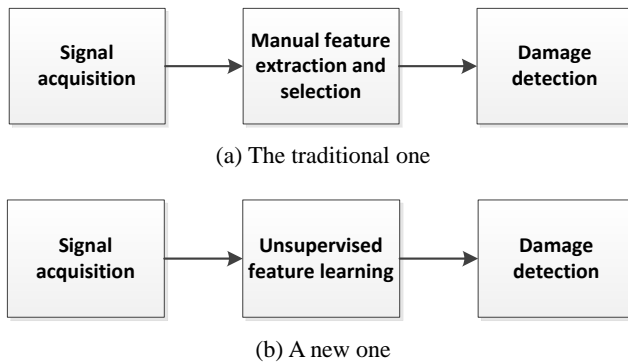 Signal
acquisition
Manual feature
extraction and
selection
Damage
detection
(a) The traditional one
Signal
acquisition
Unsupervised
feature learning
Damage
detection
(b) A new one